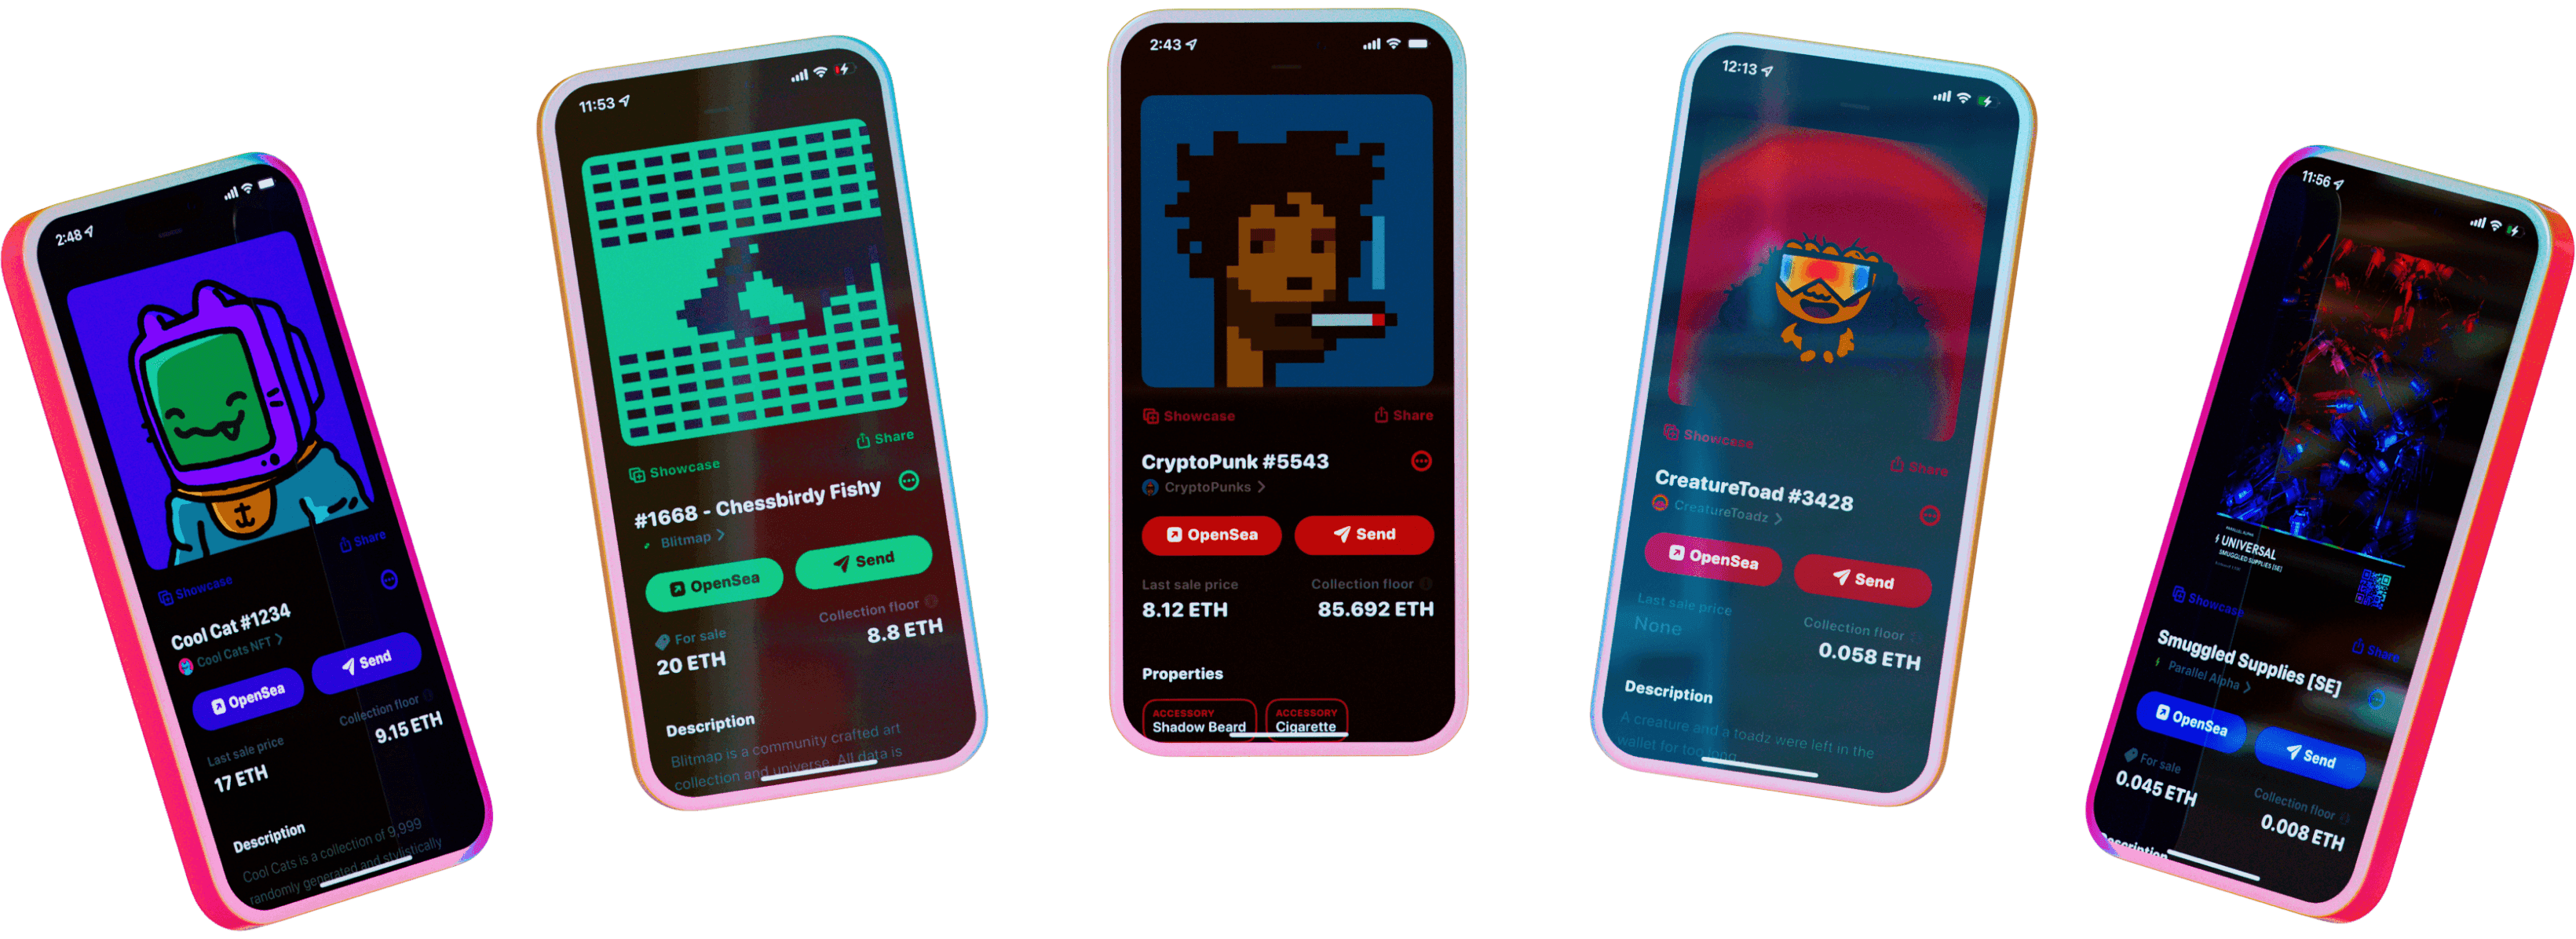 2:48
Share
Showcase
Cool Cat #1234
Cool Cats NFT
OpenSea
Send
Last sale price
17 ETH
Collection floor
9.15 ETH
Description
Cool Cats is a collection of 9,999
randomly generated and stylistically
11:53
Showcase
Share
#1668 - Chessbirdy Fishy
Blitmap
OpenSea
Send
For sale
20 ETH
Collection floor
8.8 ETH
Description
Blitmap is a community crafted art
collection and universe. All data is
2:43
Showcase
Share
CryptoPunk #5543
CryptoPunks
OpenSea
Send
Last sale price
8.12 ETH
Collection floor
85.692 ETH
Properties
ACCESSORY
Shadow Beard
ACCESSORY
Cigarette
12:13
Showcase
Share
CreatureToad #3428
CreatureToadz
OpenSea
Send
Last sale price
None
Collection floor
0.058 ETH
Description
A creature and a toadz were left in the
wallet for too long...
11:56
PARALLEL ALPHA
UNIVERSAL
SMUGGLED SUPPLIES [SE]
Showcase
Share
Smuggled Supplies [SE]
Parallel Alpha
OpenSea
Send
For sale
0.045 ETH
Collection floor
0.008 ETH
Description